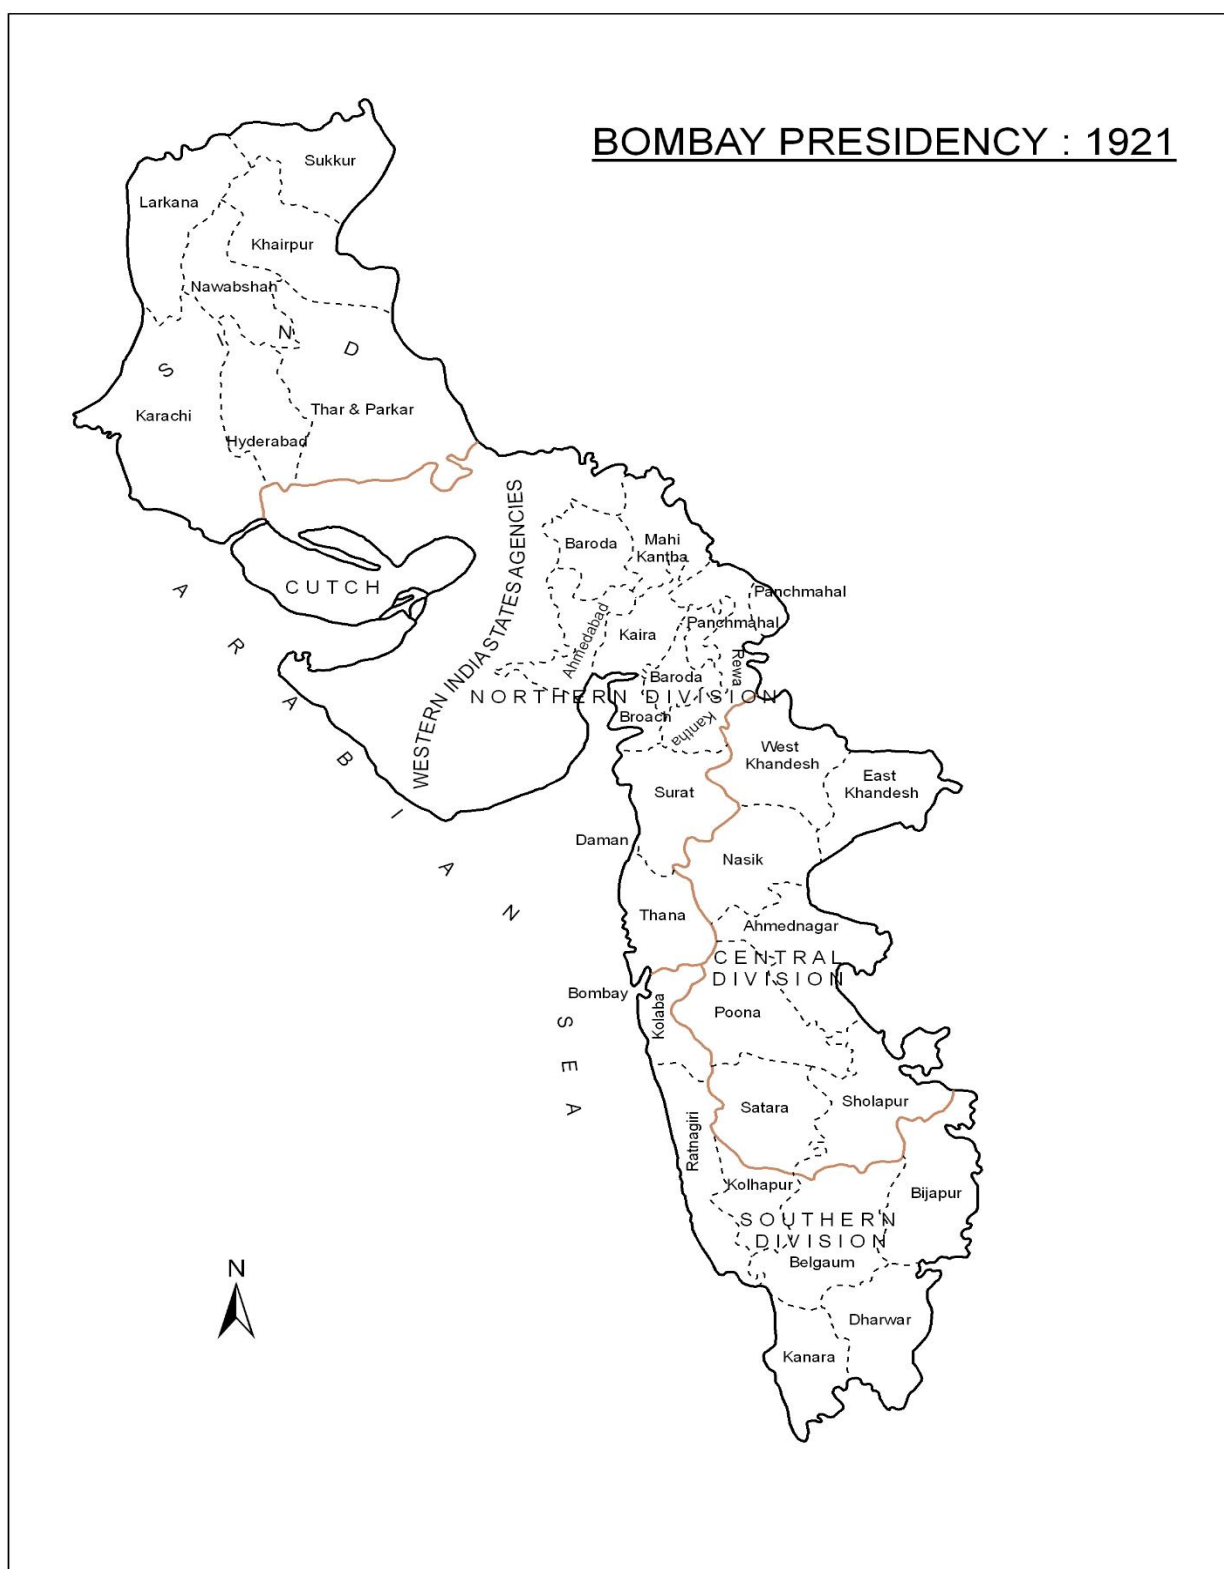 BOMBAY PRESIDENCY : 1921
Sukkur
Larkana
Khairpur
Nawabshah
S I N D
Karachi
Thar & Parkar
Hyderabad
WESTERN INDIA STATES AGENCIES
Baroda
Mahi
Kantha
CUTCH
Panchmahal
Ahmedabad
Kaira
Panchmahal
Rewa
Baroda
NORTHERN DIVISION
Broach
Kantha
West
Khandesh
East
Khandesh
Surat
Daman
Nasik
Thana
Ahmednagar
CENTRAL
DIVISION
Bombay
Kolaba
Poona
ARABIAN SEA
Satara
Sholapur
Ratnagiri
Kolhapur
Bijapur
SOUTHERN
DIVISION
Belgaum
N
Dharwar
Kanara